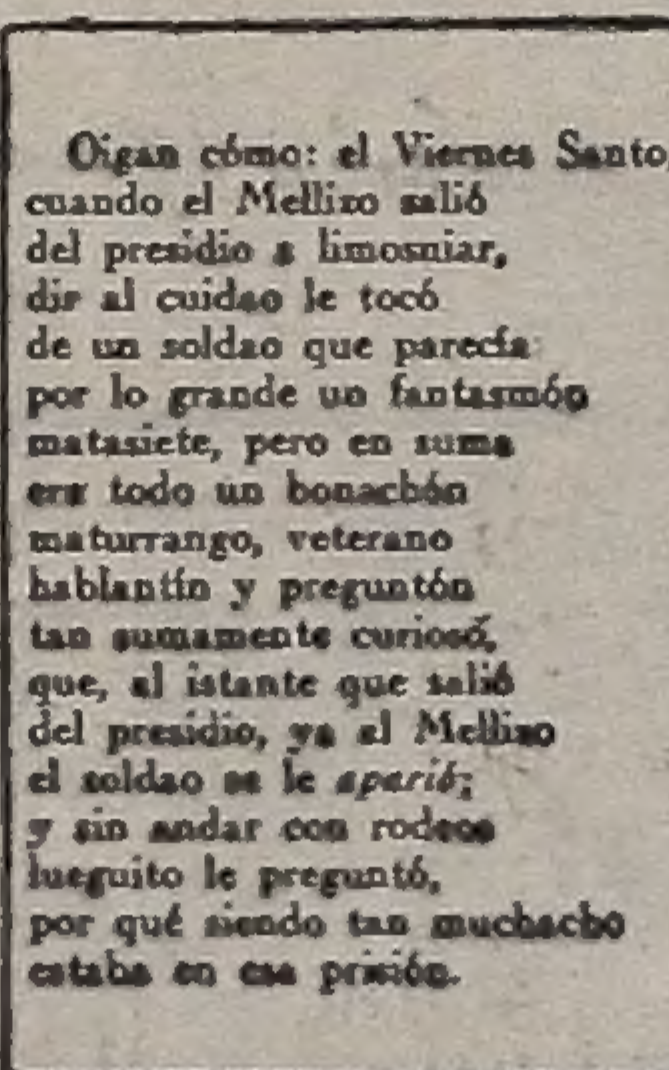 Oigan cómo: el Viernes Santo,
cuando el Mellizo salió
del presidio a limosniar,
dir al cuidao le tocó
de un soldao que parecía
por lo grande un fantasmón
matasiete, pero en suma
era todo un bonachón
maturrango, veterano
hablantín y preguntón
tan sumamente curioso,
que, al istante que salió
del presidio, ya al Mellizo
el soldao se le aparió;
y sin andar con rodeos
lueguito le preguntó,
por qué siendo tan muchacho
estaba en esa prisión.